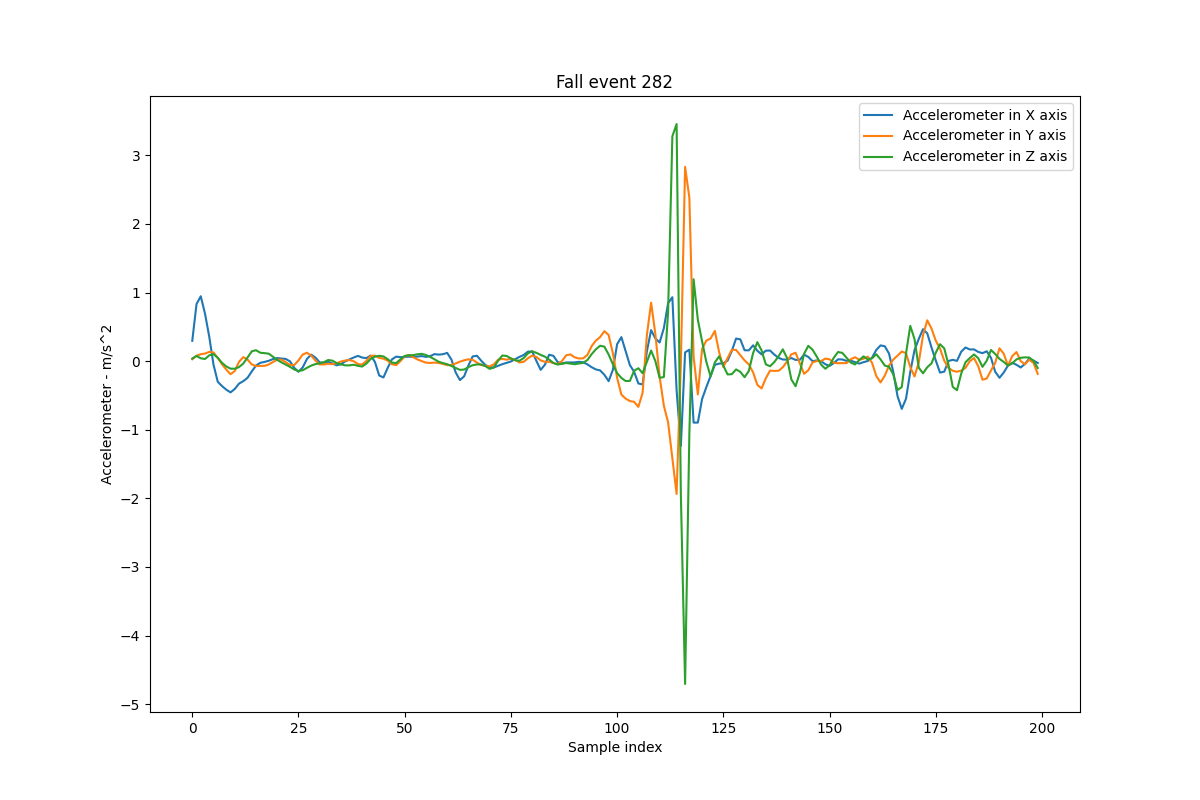 Fall event 282
Accelerometer in X axis
Accelerometer in Y axis
Accelerometer in Z axis
Accelerometer - m/s^2
3
2
1
0
−1
−2
−3
−4
−5
0 25 50 75 100 125 150 175 200
Sample index